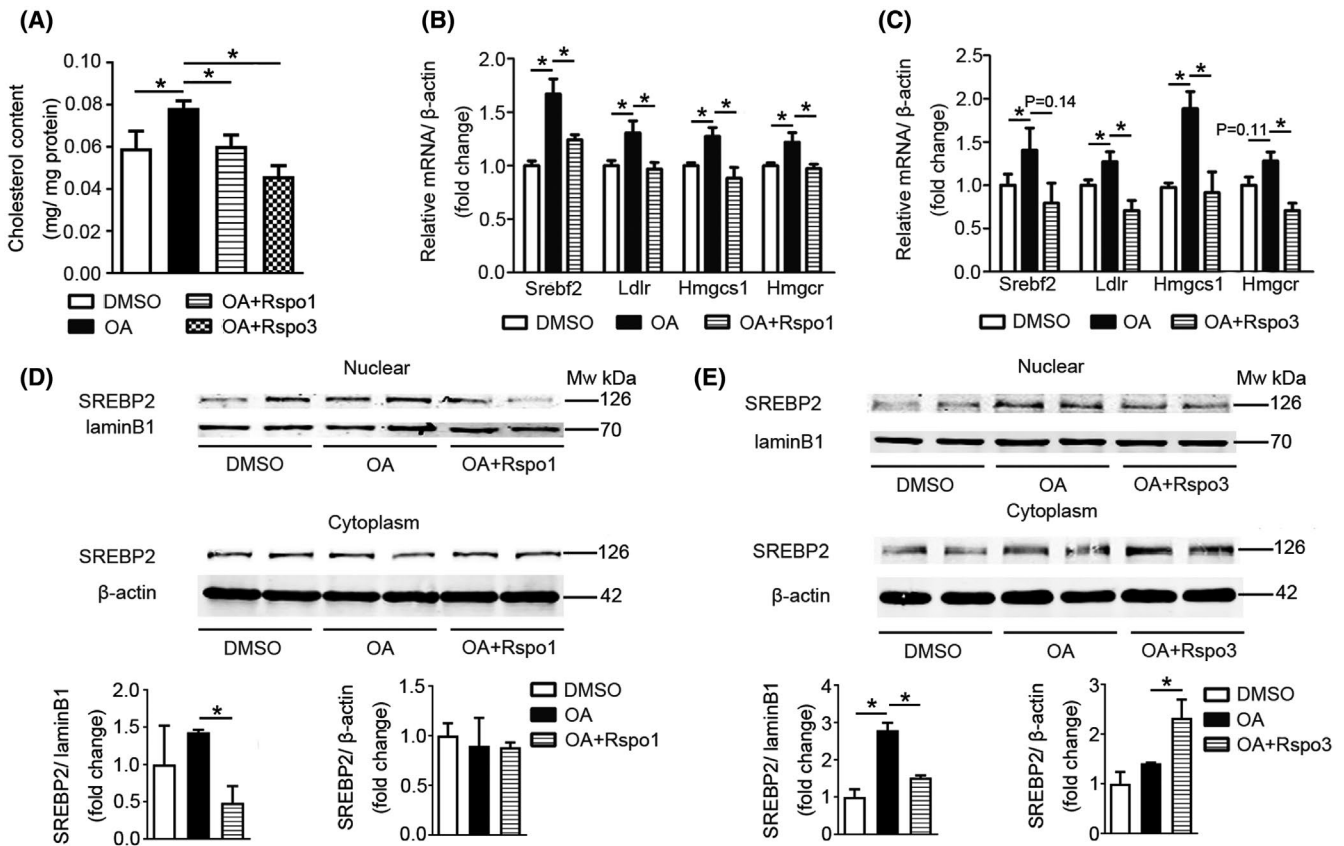 (A)
Cholesterol content
(mg/ mg protein)
0.10
0.08
0.06
0.04
0.02
0.00
*
*
*
DMSO
OA
OA+Rspo1
OA+Rspo3
(B)
Relative mRNA/ β-actin
(fold change)
2.0
1.5
1.0
0.5
0.0
* *
* *
* *
* *
Srebf2 Ldlr Hmgcs1 Hmgcr
DMSO OA OA+Rspo1
(C)
Relative mRNA/ β-actin
(fold change)
2.5
2.0
1.5
1.0
0.5
0.0
* P=0.14
* *
* *
P=0.11 *
Srebf2 Ldlr Hmgcs1 Hmgcr
DMSO OA OA+Rspo3
(D)
Nuclear
Mw kDa
SREBP2 126
laminB1 70
DMSO OA OA+Rspo1
Cytoplasm
SREBP2 126
β-actin 42
DMSO OA OA+Rspo1
SREBP2/ laminB1
(fold change)
2.0
1.5
1.0
0.5
0.0
*
SREBP2/ β-actin
(fold change)
1.5
1.0
0.5
0.0
DMSO
OA
OA+Rspo1
(E)
Nuclear
Mw kDa
SREBP2 126
laminB1 70
DMSO OA OA+Rspo3
Cytoplasm
SREBP2 126
β-actin 42
DMSO OA OA+Rspo3
SREBP2/ laminB1
(fold change)
4
3
2
1
0
* *
SREBP2/ β-actin
(fold change)
3
2
1
0
*
DMSO
OA
OA+Rspo3